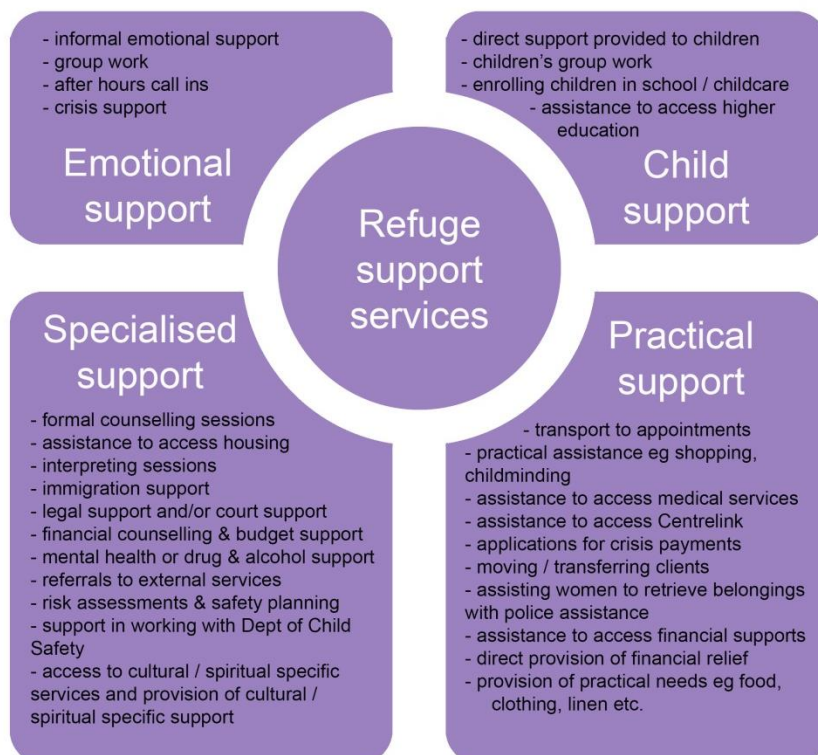 - informal emotional support
- group work
- after hours call ins
- crisis support
Emotional
support
- direct support provided to children
- children's group work
- enrolling children in school / childcare
- assistance to access higher
education
Child
support
Refuge
support
services
Specialised
support
- formal counselling sessions
- assistance to access housing
- interpreting sessions
- immigration support
- legal support and/or court support
- financial counselling & budget support
- mental health or drug & alcohol support
- referrals to external services
- risk assessments & safety planning
- support in working with Dept of Child
Safety
- access to cultural / spiritual specific
services and provision of cultural /
spiritual specific support
Practical
support
- transport to appointments
- practical assistance eg shopping,
childminding
- assistance to access medical services
- assistance to access Centrelink
- applications for crisis payments
- moving / transferring clients
- assisting women to retrieve belongings
with police assistance
- assistance to access financial supports
- direct provision of financial relief
- provision of practical needs eg food,
clothing, linen etc.